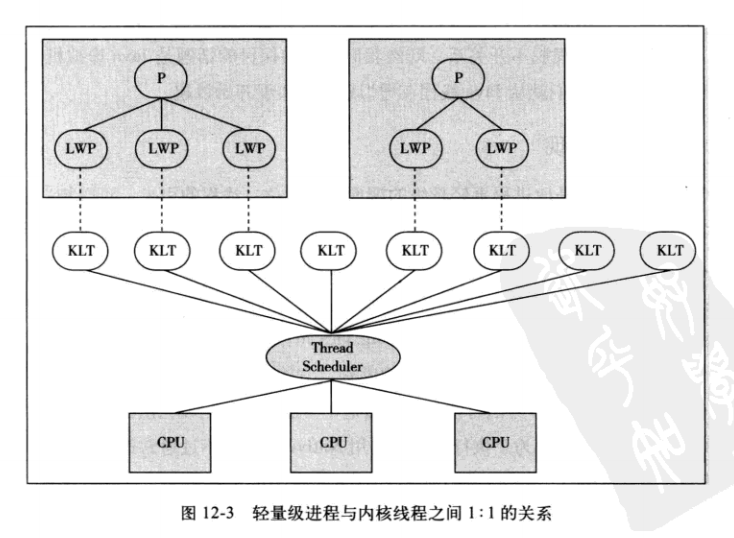 P P
LWP LWP LWP LWP LWP
KLT KLT KLT KLT KLT KLT KLT KLT
Thread
Scheduler
CPU CPU CPU
图 12-3 轻量级进程与内核线程之间 1:1 的关系